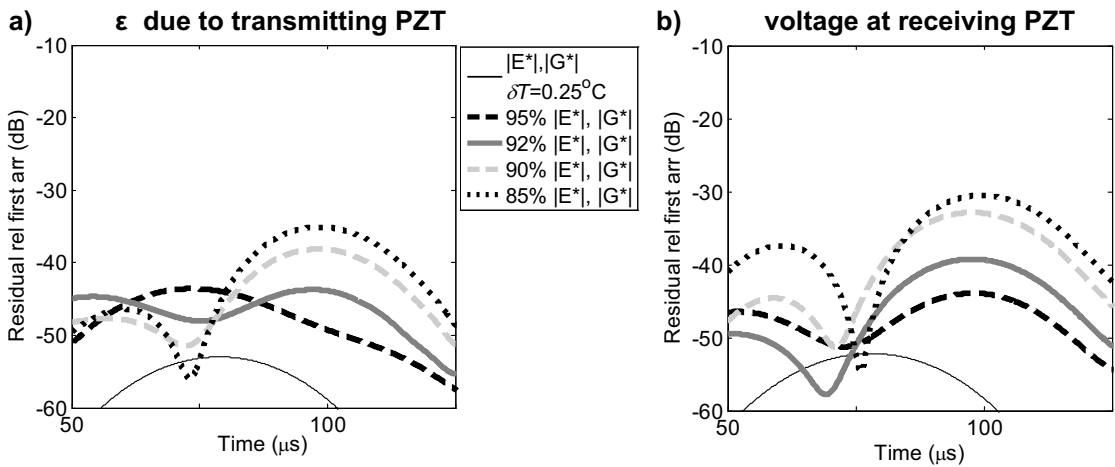 a) ε due to transmitting PZT
-10
-20
-30
-40
-50
-60
Residual rel first arr (dB)
50
100
Time (μs)
|E*|,|G*|
δT=0.25°C
95% |E*|, |G*|
92% |E*|, |G*|
90% |E*|, |G*|
85% |E*|, |G*|
b) voltage at receiving PZT
-10
-20
-30
-40
-50
-60
Residual rel first arr (dB)
50
100
Time (μs)